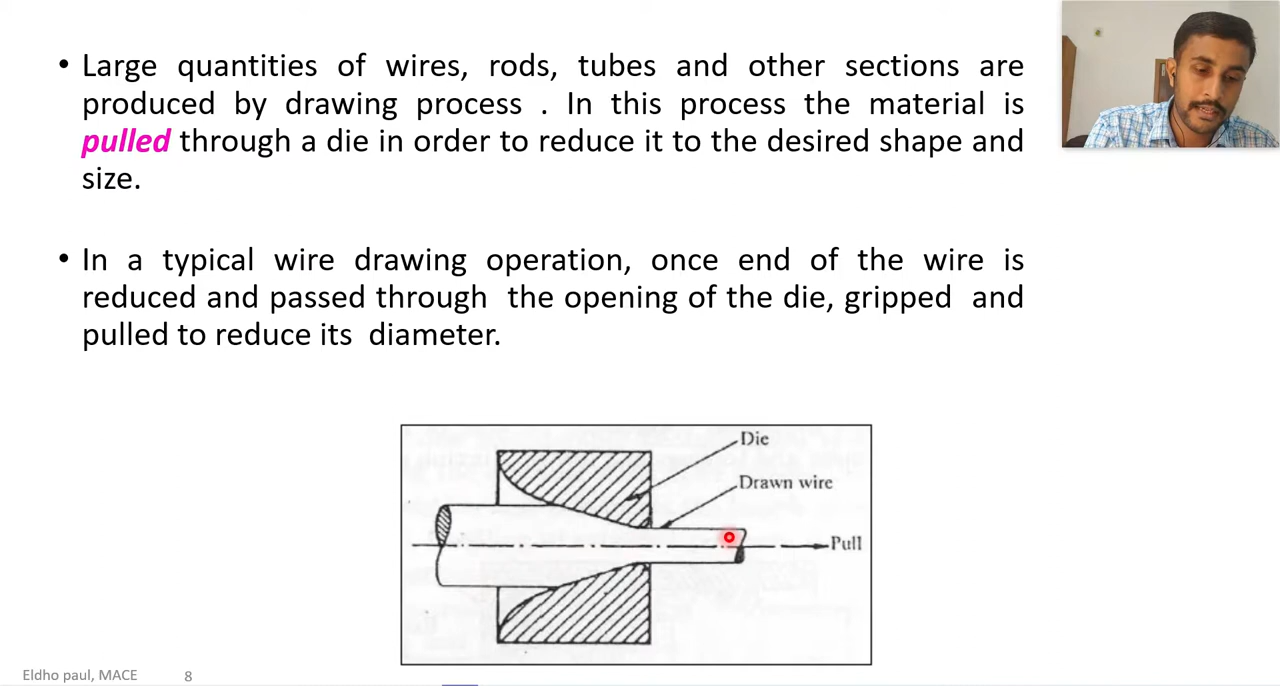 • Large quantities of wires, rods, tubes and other sections are
produced by drawing process . In this process the material is
pulled through a die in order to reduce it to the desired shape and
size.
• In a typical wire drawing operation, once end of the wire is
reduced and passed through the opening of the die, gripped and
pulled to reduce its diameter.
Die
Drawn wire
Pull
Eldho paul, MACE
8